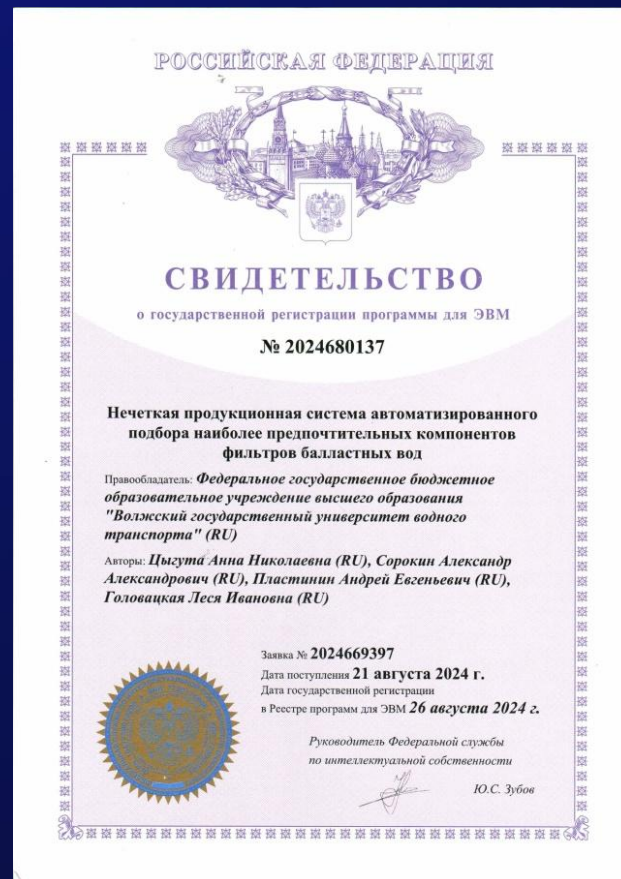 РОССИЙСКАЯ ФЕДЕРАЦИЯ
СВИДЕТЕЛЬСТВО
о государственной регистрации программы для ЭВМ
№ 2024680137
Нечеткая продукционная система автоматизированного
подбора наиболее предпочтительных компонентов
фильтров балластных вод
Правообладатель: Федеральное государственное бюджетное
образовательное учреждение высшего образования
"Волжский государственный университет водного
транспорта" (RU)
Авторы: Цыгута Анна Николаевна (RU), Сорокин Александр
Александрович (RU), Пластинин Андрей Евгеньевич (RU),
Головацкая Леся Ивановна (RU)
Заявка № 2024669397
Дата поступления 21 августа 2024 г.
Дата государственной регистрации
в Реестре программ для ЭВМ 26 августа 2024 г.
Руководитель Федеральной службы
по интеллектуальной собственности
Ю.С. Зубов